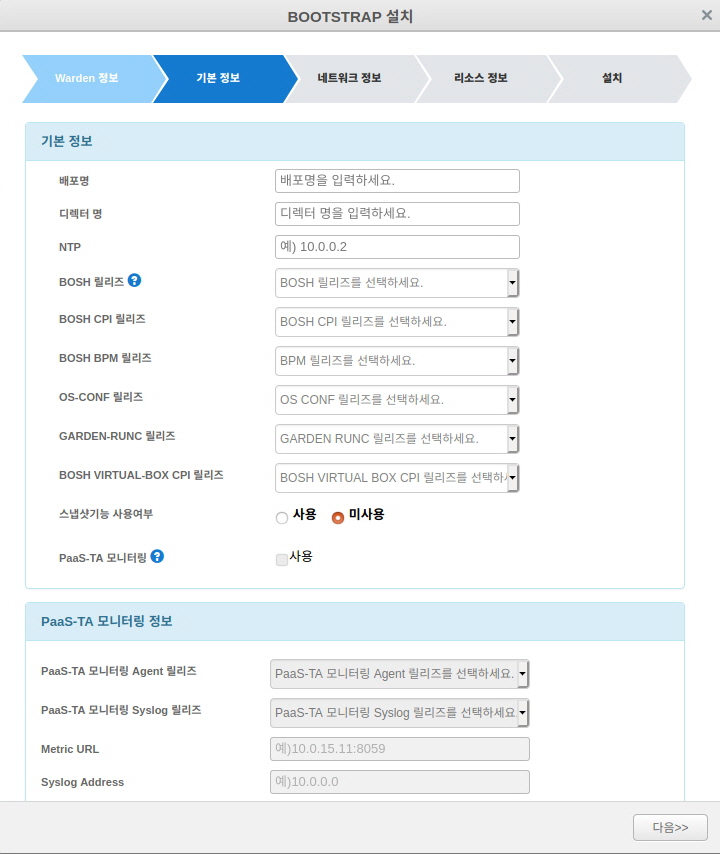 BOOTSTRAP 설치
Warden 정보
기본 정보
네트워크 정보
리소스 정보
설치
기본 정보
배포명
배포명을 입력하세요.
디렉터 명
디렉터 명을 입력하세요.
NTP
예) 10.0.0.2
BOSH 릴리즈
BOSH 릴리즈를 선택하세요.
BOSH CPI 릴리즈
BOSH CPI 릴리즈를 선택하세요.
BOSH BPM 릴리즈
BPM 릴리즈를 선택하세요.
OS-CONF 릴리즈
OS CONF 릴리즈를 선택하세요.
GARDEN-RUNC 릴리즈
GARDEN RUNC 릴리즈를 선택하세요.
BOSH VIRTUAL-BOX CPI 릴리즈
BOSH VIRTUAL BOX CPI 릴리즈를 선택하
스냅샷기능 사용여부
사용
미사용
PaaS-TA 모니터링
사용
PaaS-TA 모니터링 정보
PaaS-TA 모니터링 Agent 릴리즈
PaaS-TA 모니터링 Agent 릴리즈를 선택하세요.
PaaS-TA 모니터링 Syslog 릴리즈
PaaS-TA 모니터링 Syslog 릴리즈를 선택하세요
Metric URL
예)10.0.15.11:8059
Syslog Address
예)10.0.0.0
다음>>